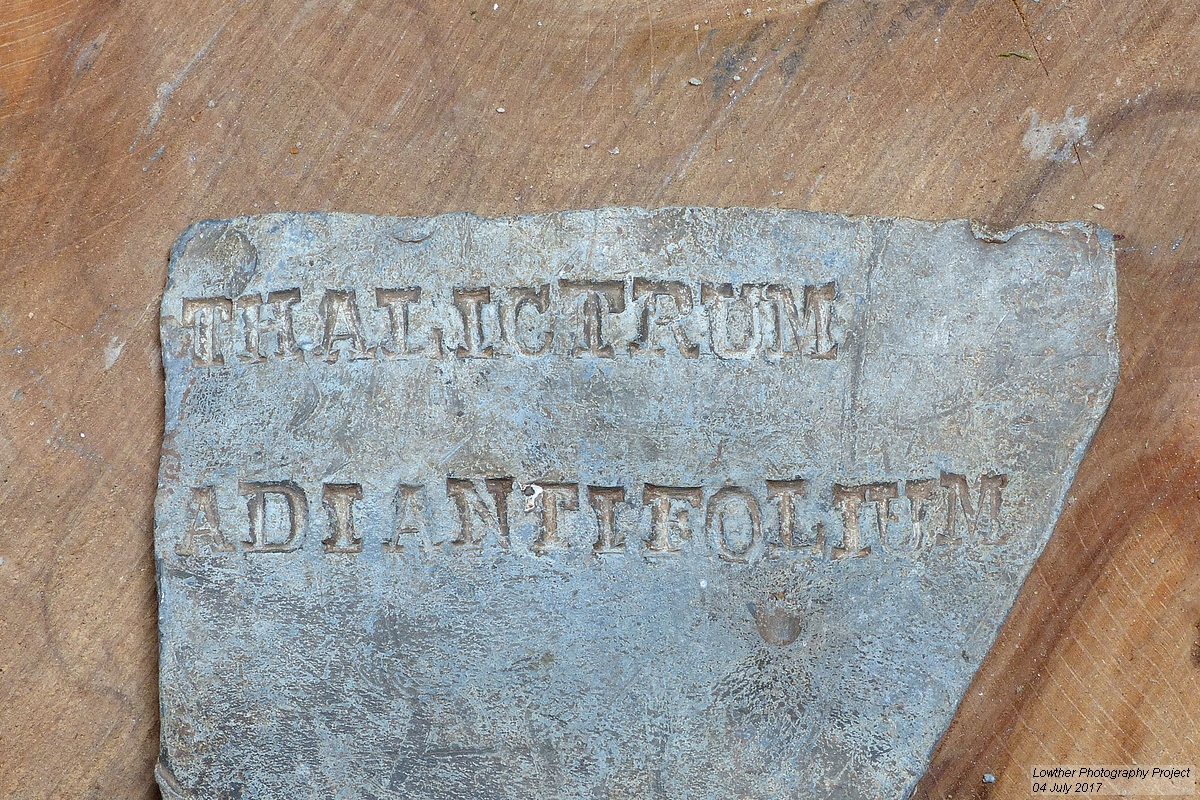 THALICTRUM
ADIANTIFOLIUM
Lowther Photography Project
04 July 2017